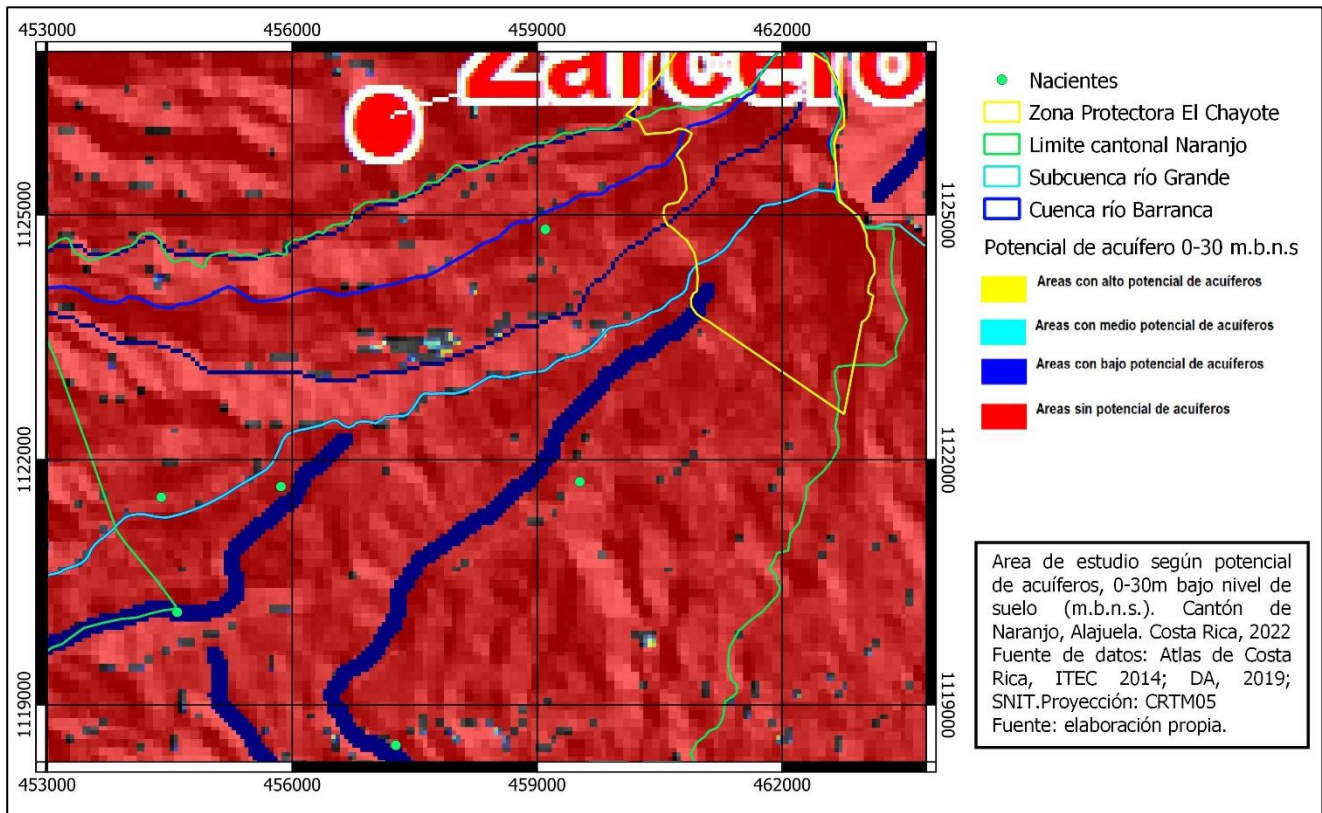 453000 456000 459000 462000
Zarcero
1125000 1125000
1122000 1122000
1119000 1119000
453000 456000 459000 462000
Nacientes
Zona Protectora El Chayote
Limite cantonal Naranjo
Subcuenca río Grande
Cuenca río Barranca
Potencial de acuífero 0-30 m.b.n.s
Areas con alto potencial de acuíferos
Areas con medio potencial de acuíferos
Areas con bajo potencial de acuíferos
Areas sin potencial de acuíferos
Area de estudio según potencial
de acuíferos, 0-30m bajo nivel de
suelo (m.b.n.s.). Cantón de
Naranjo, Alajuela. Costa Rica, 2022
Fuente de datos: Atlas de Costa
Rica, ITEC 2014; DA, 2019;
SNIT.Proyección: CRTM05
Fuente: elaboración propia.